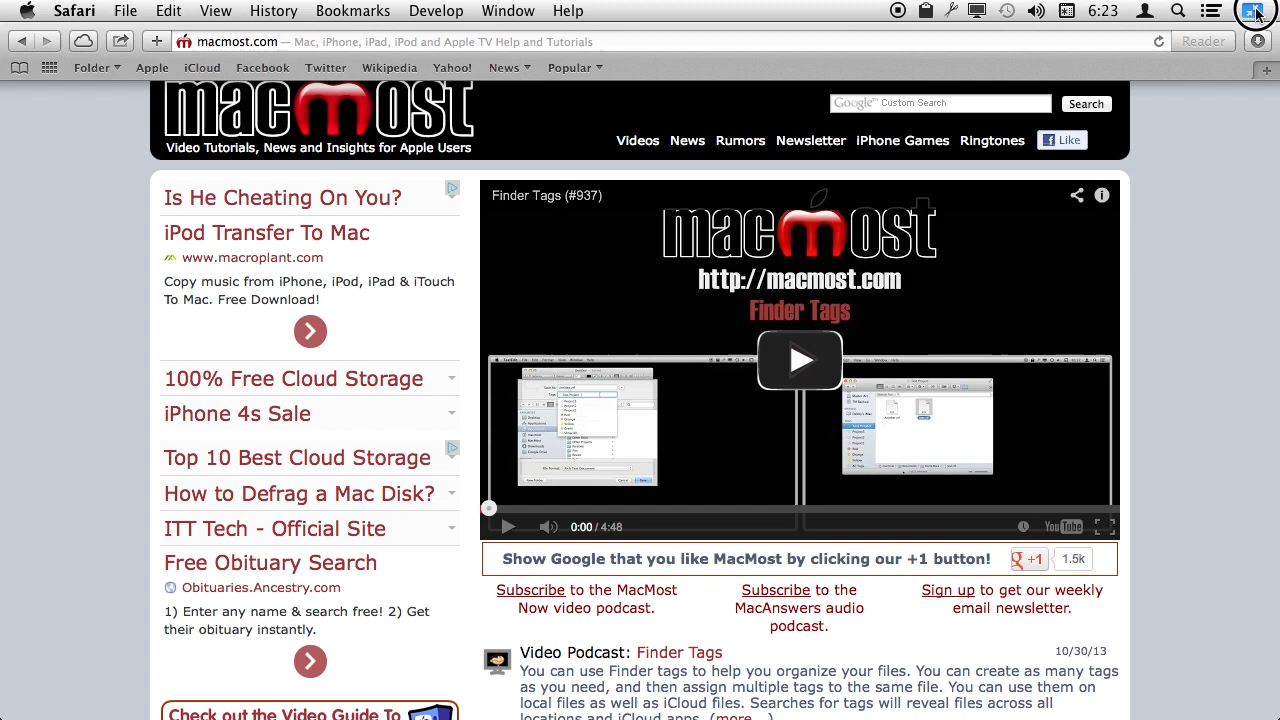 Safari File Edit View History Bookmarks Develop Window Help 6:23
macmost.com — Mac, iPhone, iPad, iPod and Apple TV Help and Tutorials Reader
Folder Apple iCloud Facebook Twitter Wikipedia Yahoo! News Popular
macmost
Video Tutorials, News and Insights for Apple Users
Google™ Custom Search Search
Videos News Rumors Newsletter iPhone Games Ringtones Like
Is He Cheating On You?
iPod Transfer To Mac
www.macroplant.com
Copy music from iPhone, iPod, iPad & iTouch
To Mac. Free Download!
100% Free Cloud Storage
iPhone 4s Sale
Top 10 Best Cloud Storage
How to Defrag a Mac Disk?
ITT Tech - Official Site
Free Obituary Search
Obituaries.Ancestry.com
1) Enter any name & search free! 2) Get
their obituary instantly.
Check out the Video Guide To
Finder Tags (#937)
macmost
http://macmost.com
Finder Tags
0:00 / 4:48 YouTube
Show Google that you like MacMost by clicking our +1 button! g +1 1.5k
Subscribe to the MacMost
Now video podcast.
Subscribe to the
MacAnswers audio
podcast.
Sign up to get our weekly
email newsletter.
Video Podcast: Finder Tags 10/30/13
You can use Finder tags to help you organize your files. You can create as many tags
as you need, and then assign multiple tags to the same file. You can use them on
local files as well as iCloud files. Searches for tags will reveal files across all
locations and iCloud apps. (more...)